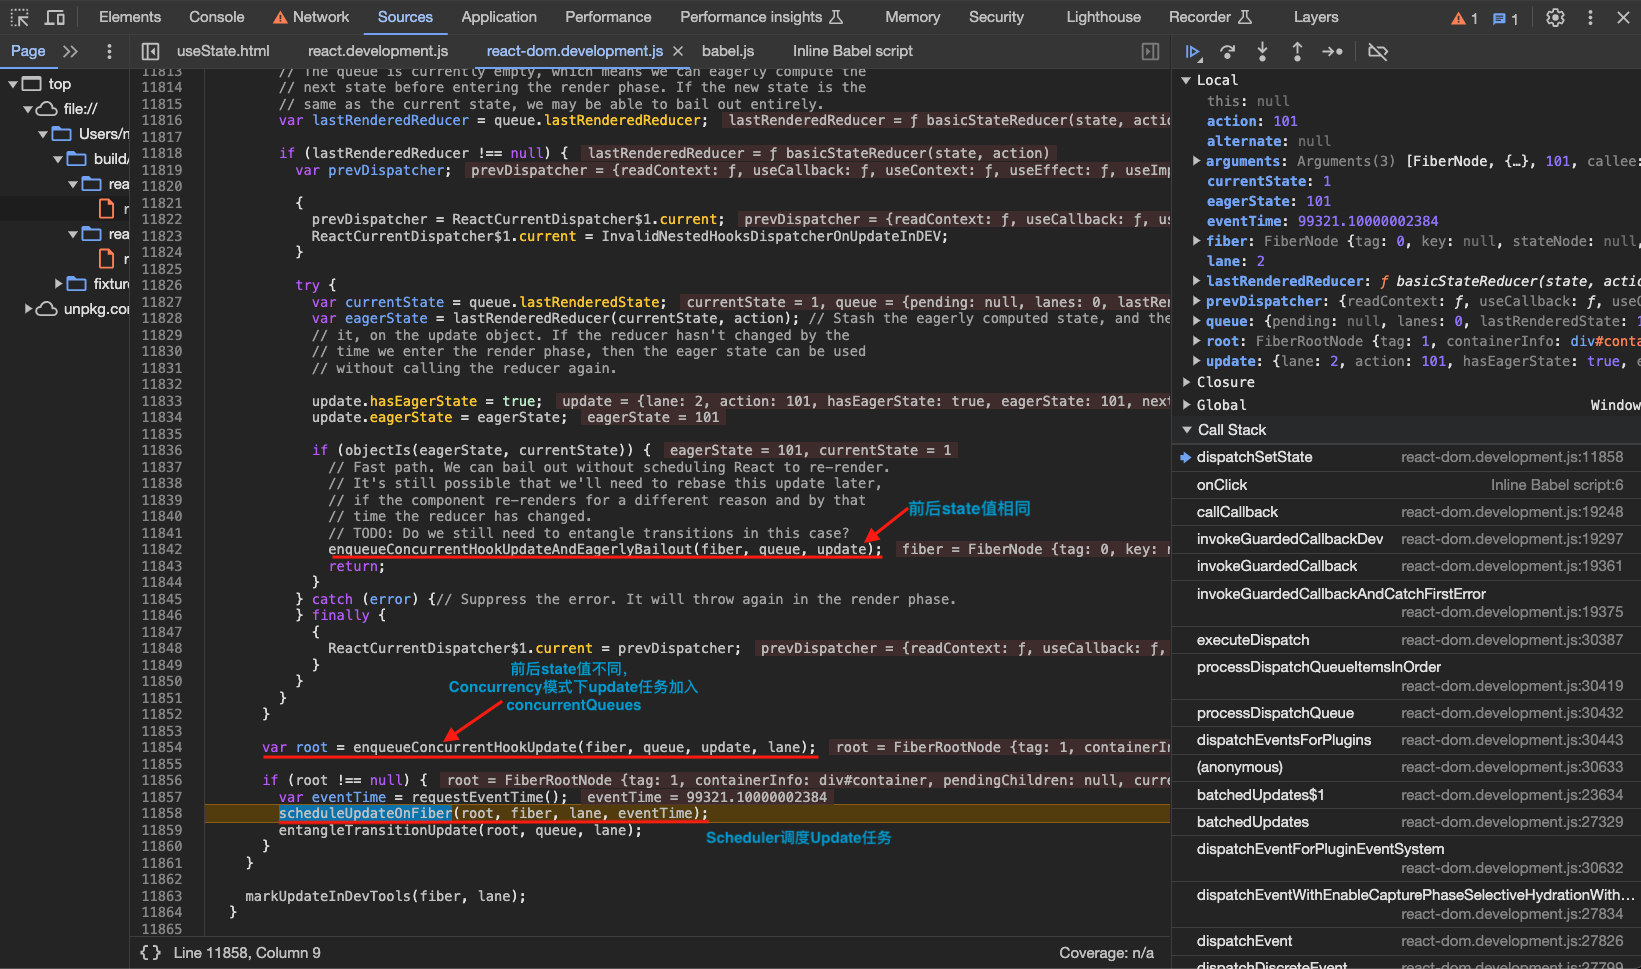 Elements Console Network Sources Application Performance Performance insights Memory Security Lighthouse Recorder Layers 1 1
Page useState.html react.development.js react-dom.development.js babel.js Inline Babel script
top
file://
Users/
build/
rea
rea
fixtur
unpkg.co
11813 // The queue is currently empty, which means we can eagerly compute the
11814 // next state before entering the render phase. If the new state is the
11815 // same as the current state, we may be able to bail out entirely.
11816 var lastRenderedReducer = queue.lastRenderedReducer; lastRenderedReducer = ƒ basicStateReducer(state, actio
11817
11818 if (lastRenderedReducer !== null) { lastRenderedReducer = ƒ basicStateReducer(state, action)
11819 var prevDispatcher; prevDispatcher = {readContext: ƒ, useCallback: ƒ, useContext: ƒ, useEffect: ƒ, useImp
11820
11821 {
11822 prevDispatcher = ReactCurrentDispatcher$1.current; prevDispatcher = {readContext: ƒ, useCallback: ƒ, us
11823 ReactCurrentDispatcher$1.current = InvalidNestedHooksDispatcherOnUpdateInDEV;
11824 }
11825
11826 try {
11827 var currentState = queue.lastRenderedState; currentState = 1, queue = {pending: null, lanes: 0, lastRe
11828 var eagerState = lastRenderedReducer(currentState, action); // Stash the eagerly computed state, and the
11829 // it, on the update object. If the reducer hasn't changed by the
11830 // time we enter the render phase, then the eager state can be used
11831 // without calling the reducer again.
11832
11833 update.hasEagerState = true; update = {lane: 2, action: 101, hasEagerState: true, eagerState: 101, next
11834 update.eagerState = eagerState; eagerState = 101
11835
11836 if (objectIs(eagerState, currentState)) { eagerState = 101, currentState = 1
11837 // Fast path. We can bail out without scheduling React to re-render.
11838 // It's still possible that we'll need to rebase this update later,
11839 // if the component re-renders for a different reason and by that
11840 // time the reducer has changed.
前后state值相同
11841 // TODO: Do we still need to entangle transitions in this case?
11842 enqueueConcurrentHookUpdateAndEagerlyBailout(fiber, queue, update); fiber = FiberNode {tag: 0, key:
11843 return;
11844 }
11845 } catch (error) {// Suppress the error. It will throw again in the render phase.
11846 } finally {
11847 {
11848 ReactCurrentDispatcher$1.current = prevDispatcher; prevDispatcher = {readContext: ƒ, useCallback: ƒ,
11849 }
前后state值不同,
11850 }
Concurrency模式下update任务加入
11851 }
concurrentQueues
11852 }
11853
11854 var root = enqueueConcurrentHookUpdate(fiber, queue, update, lane); root = FiberRootNode {tag: 1, containerIn
11855
11856 if (root !== null) { root = FiberRootNode {tag: 1, containerInfo: div#container, pendingChildren: null, curre
11857 var eventTime = requestEventTime(); eventTime = 99321.10000002384
11858 scheduleUpdateOnFiber(root, fiber, lane, eventTime);
11859 entangleTransitionUpdate(root, queue, lane);
Scheduler调度Update任务
11860 }
11861 }
11862
11863 markUpdateInDevTools(fiber, lane);
11864 }
11865
{} Line 11858, Column 9 Coverage: n/a
Local
this: null
action: 101
alternate: null
arguments: Arguments(3) [FiberNode, {…}, 101, callee:
currentState: 1
eagerState: 101
eventTime: 99321.10000002384
fiber: FiberNode {tag: 0, key: null, stateNode: null,
lane: 2
lastRenderedReducer: ƒ basicStateReducer(state, actio
prevDispatcher: {readContext: ƒ, useCallback: ƒ, useC
queue: {pending: null, lanes: 0, lastRenderedState: 1
root: FiberRootNode {tag: 1, containerInfo: div#conta
update: {lane: 2, action: 101, hasEagerState: true, e
Closure
Global Window
Call Stack
dispatchSetState react-dom.development.js:11858
onClick Inline Babel script:6
callCallback react-dom.development.js:19248
invokeGuardedCallbackDev react-dom.development.js:19297
invokeGuardedCallback react-dom.development.js:19361
invokeGuardedCallbackAndCatchFirstError
react-dom.development.js:19375
executeDispatch react-dom.development.js:30387
processDispatchQueueItemsInOrder
react-dom.development.js:30419
processDispatchQueue react-dom.development.js:30432
dispatchEventsForPlugins react-dom.development.js:30443
(anonymous) react-dom.development.js:30633
batchedUpdates$1 react-dom.development.js:23634
batchedUpdates react-dom.development.js:27329
dispatchEventForPluginEventSystem
react-dom.development.js:30632
dispatchEventWithEnableCapturePhaseSelectiveHydrationWith…
react-dom.development.js:27834
dispatchEvent react-dom.development.js:27826
dispatchDiscreteEvent react-dom.development.js:27799